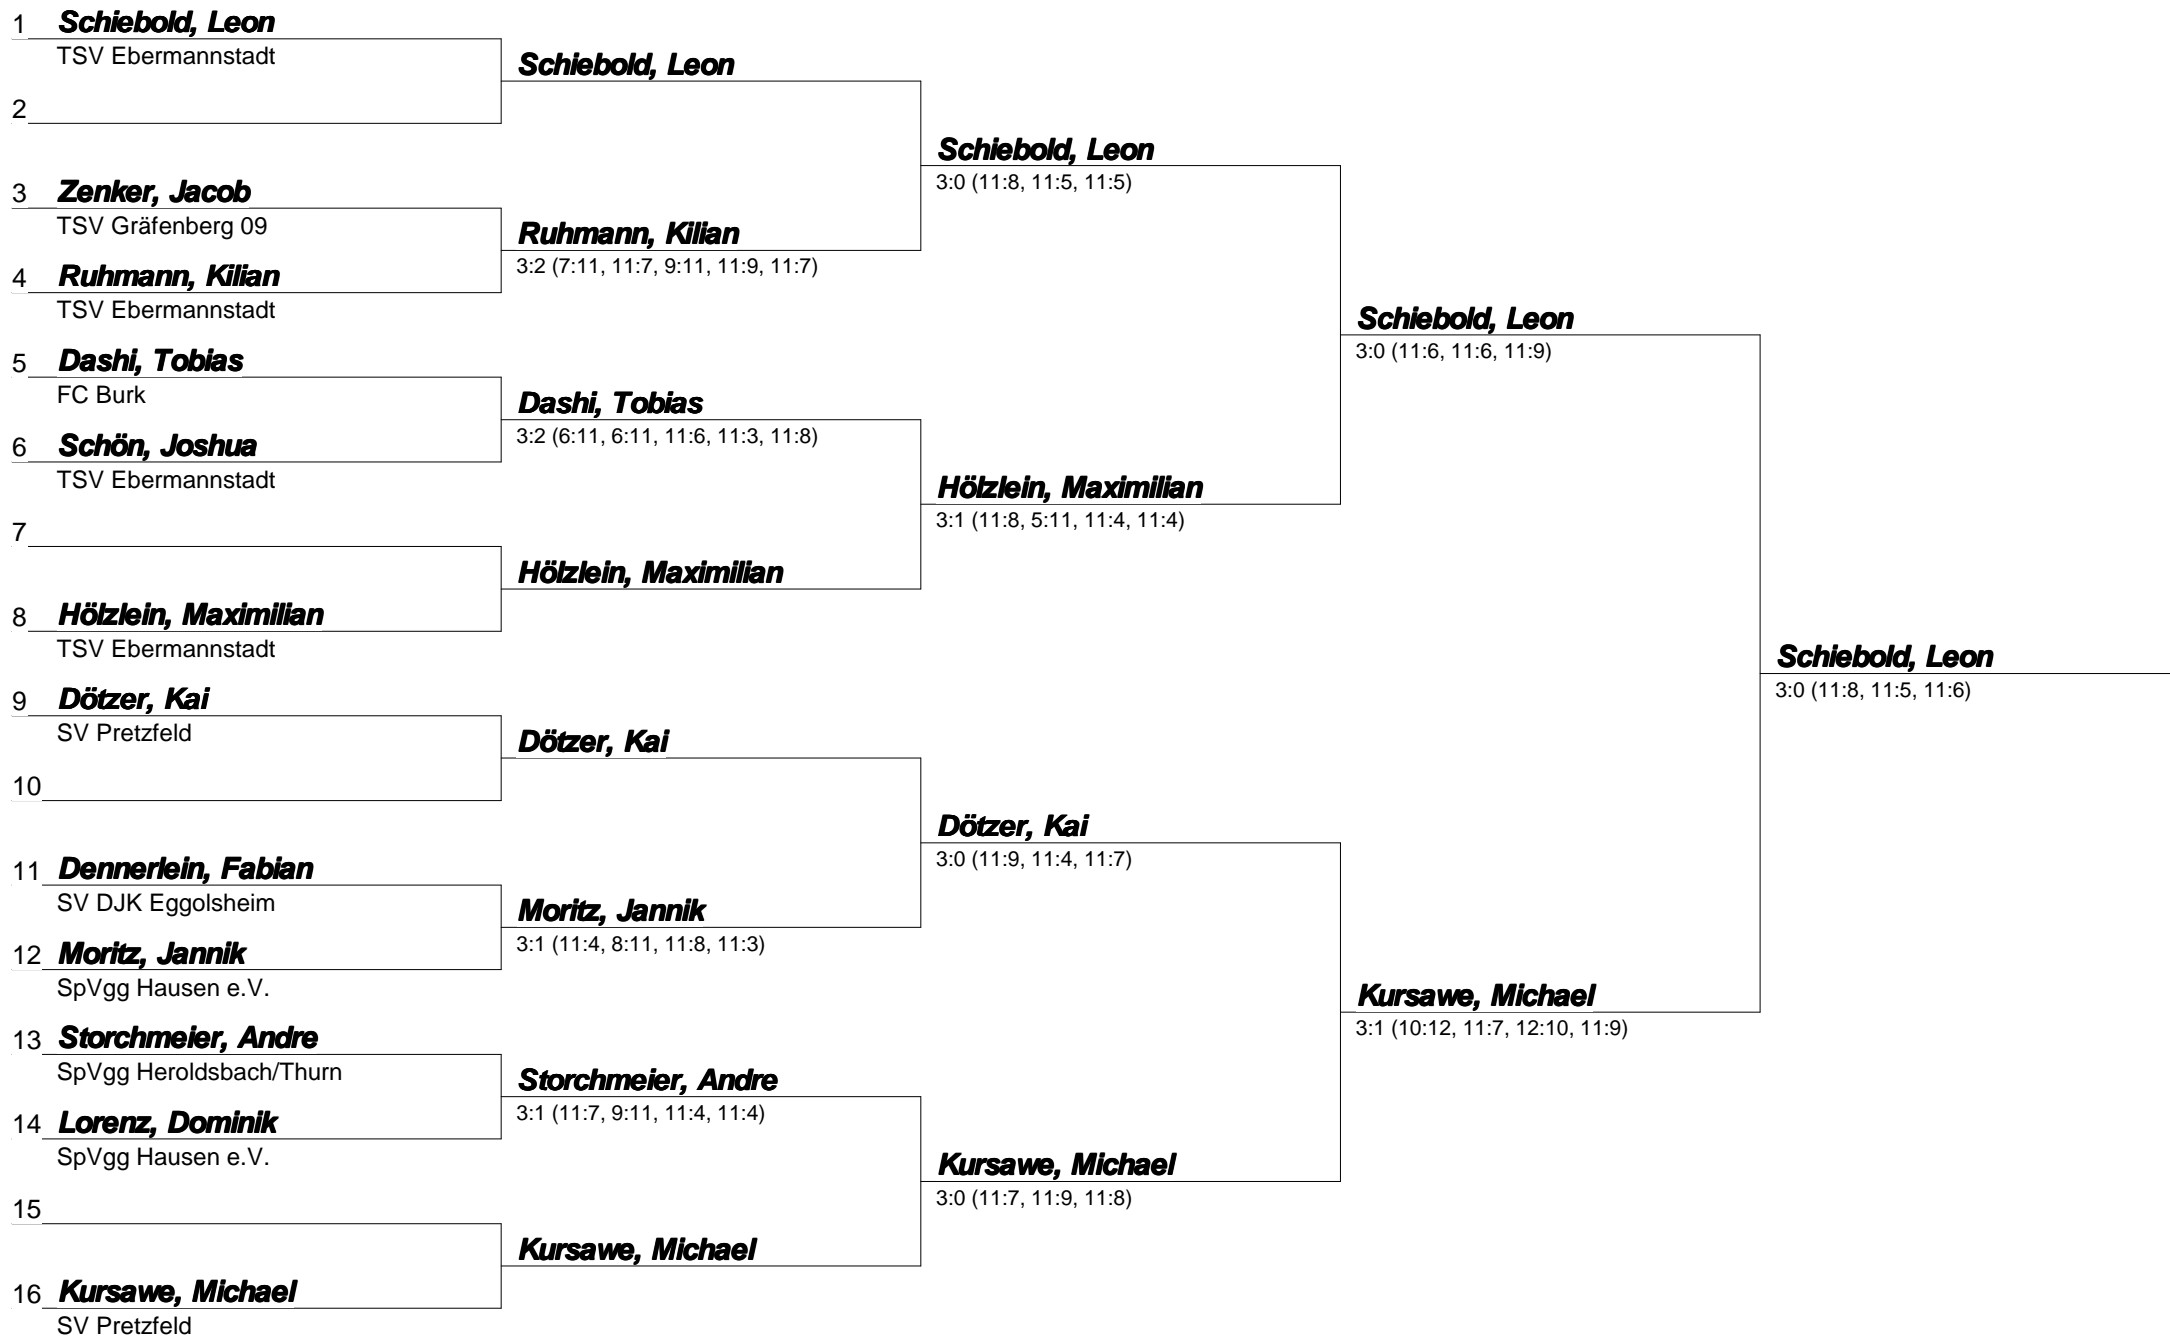 1 Schiebold, Leon
TSV Ebermannstadt
2
3 Zenker, Jacob
TSV Gräfenberg 09
4 Ruhmann, Kilian
TSV Ebermannstadt
5 Dashi, Tobias
FC Burk
6 Schön, Joshua
TSV Ebermannstadt
7
8 Hölzlein, Maximilian
TSV Ebermannstadt
9 Dötzer, Kai
SV Pretzfeld
10
11 Dennerlein, Fabian
SV DJK Eggolsheim
12 Moritz, Jannik
SpVgg Hausen e.V.
13 Storchmeier, Andre
SpVgg Heroldsbach/Thurn
14 Lorenz, Dominik
SpVgg Hausen e.V.
15
16 Kursawe, Michael
SV Pretzfeld
Schiebold, Leon
Ruhmann, Kilian
3:2 (7:11, 11:7, 9:11, 11:9, 11:7)
Dashi, Tobias
3:2 (6:11, 6:11, 11:6, 11:3, 11:8)
Hölzlein, Maximilian
Dötzer, Kai
Moritz, Jannik
3:1 (11:4, 8:11, 11:8, 11:3)
Storchmeier, Andre
3:1 (11:7, 9:11, 11:4, 11:4)
Kursawe, Michael
Schiebold, Leon
3:0 (11:8, 11:5, 11:5)
Hölzlein, Maximilian
3:1 (11:8, 5:11, 11:4, 11:4)
Dötzer, Kai
3:0 (11:9, 11:4, 11:7)
Kursawe, Michael
3:0 (11:7, 11:9, 11:8)
Schiebold, Leon
3:0 (11:6, 11:6, 11:9)
Kursawe, Michael
3:1 (10:12, 11:7, 12:10, 11:9)
Schiebold, Leon
3:0 (11:8, 11:5, 11:6)